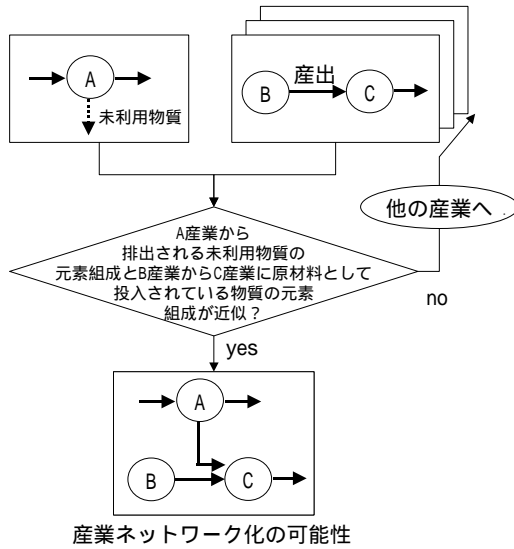 A
未利用物質
産出
B
C
他の産業へ
A産業から
排出される未利用物質の
元素組成とB産業からC産業に原材料として
投入されている物質の元素
組成が近似？
no
yes
A
B
C
産業ネットワーク化の可能性